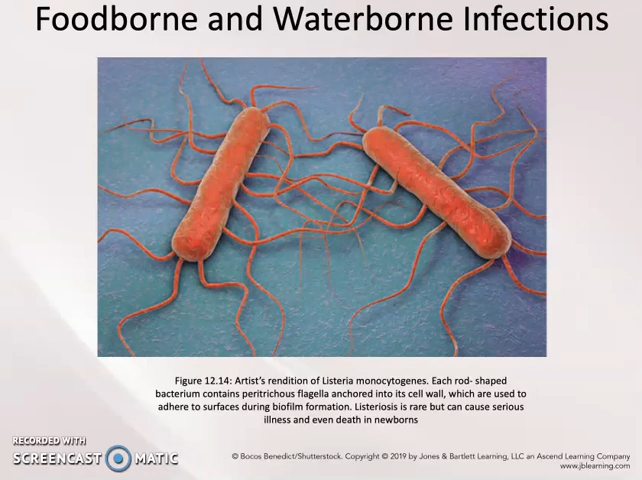 Foodborne and Waterborne Infections
Figure 12.14: Artist's rendition of Listeria monocytogenes. Each rod- shaped
bacterium contains peritrichous flagella anchored into its cell wall, which are used to
adhere to surfaces during biofilm formation. Listeriosis is rare but can cause serious
illness and even death in newborns
RECORDED WITH
SCREENCAST MATIC
© Bocos Benedict/Shutterstock. Copyright © 2019 by Jones & Bartlett Learning, LLC an Ascend Learning Company
www.jblearning.com